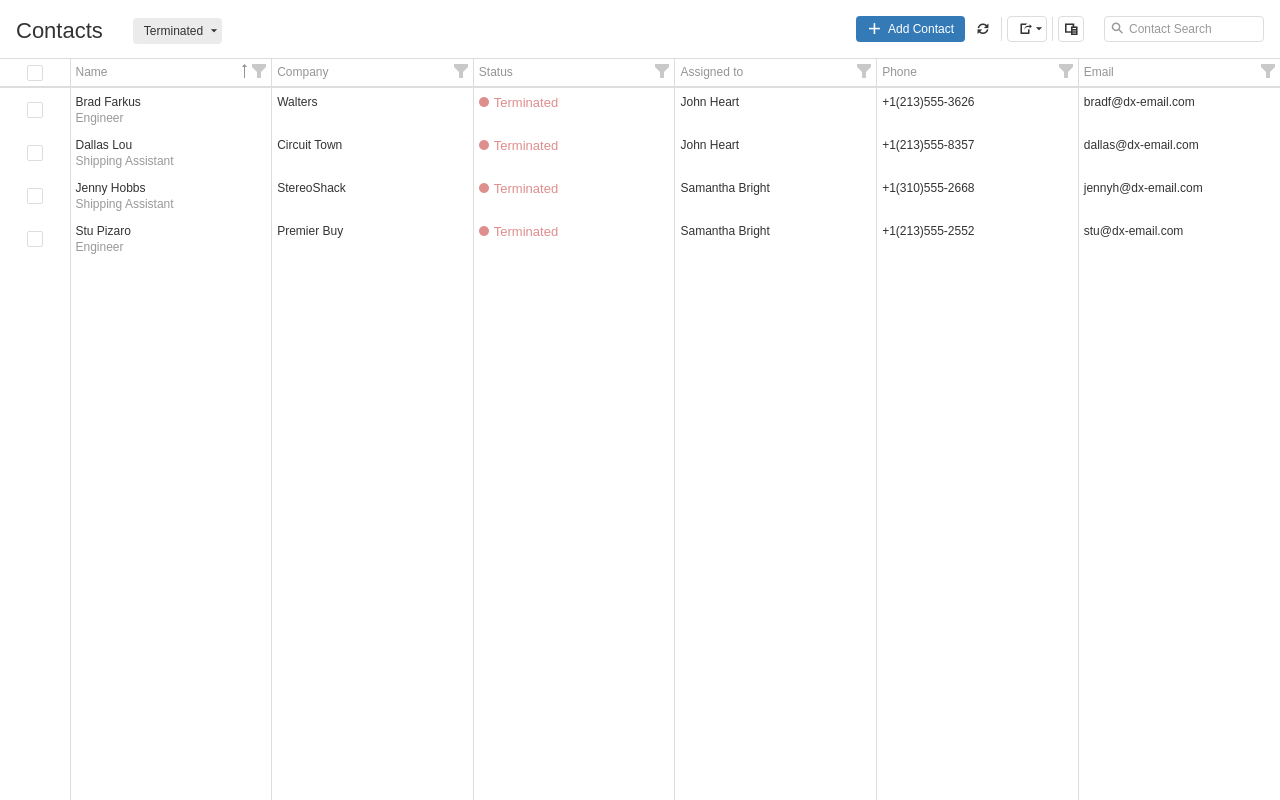 Contacts
Terminated
Add Contact
Contact Search
Name Company Status Assigned to Phone Email
Brad Farkus Walters Terminated John Heart +1(213)555-3626 bradf@dx-email.com
Engineer
Dallas Lou Circuit Town Terminated John Heart +1(213)555-8357 dallas@dx-email.com
Shipping Assistant
Jenny Hobbs StereoShack Terminated Samantha Bright +1(310)555-2668 jennyh@dx-email.com
Shipping Assistant
Stu Pizaro Premier Buy Terminated Samantha Bright +1(213)555-2552 stu@dx-email.com
Engineer